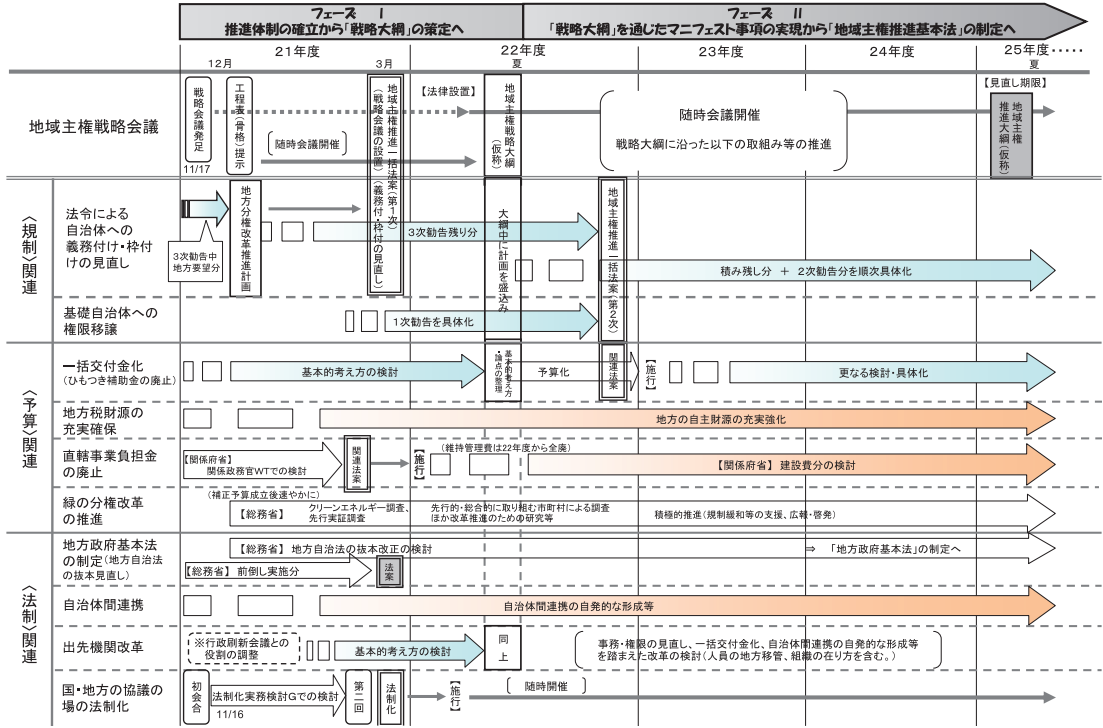 フェーズ Ⅰ
推進体制の確立から「戦略大綱」の策定へ
フェーズ Ⅱ
「戦略大綱」を通じたマニフェスト事項の実現から「地域主権推進基本法」の制定へ
21年度
22年度
23年度
24年度
25年度・・・・・
12月
3月
夏
夏
地域主権戦略会議
戦略会議発足
11/17
工程表(骨格)提示
［随時会議開催］
地域主権推進一括法案(第1次)
(戦略会議の設置)(義務付・枠付の見直し)
【法律設置】
地域主権戦略大綱
(仮称)
随時会議開催
戦略大綱に沿った以下の取組み等の推進
【見直し期限】
地域主権
推進大綱(仮称)
〈規制〉関連
法令による
自治体への
義務付け・枠付
けの見直し
3次勧告中
地方要望分
地方分権改革推進計画
3次勧告残り分
大綱中に計画を盛込み
地域主権推進一括法案(第2次)
積み残し分 + 2次勧告分を順次具体化
基礎自治体への
権限移譲
1次勧告を具体化
〈予算〉関連
一括交付金化
(ひもつき補助金の廃止)
基本的考え方の検討
基本的考え方
・論点の整理
予算化
関連法案
【施行】
更なる検討・具体化
地方税財源の
充実確保
地方の自主財源の充実強化
直轄事業負担金
の廃止
【関係府省】
関係政務官WTでの検討
関連法案
【施行】
(維持管理費は22年度から全廃)
【関係府省】 建設費分の検討
緑の分権改革
の推進
(補正予算成立後速やかに)
【総務省】
クリーンエネルギー調査、
先行実証調査
先行的・総合的に取り組む市町村による調査
ほか改革推進のための研究等
積極的推進(規制緩和等の支援、広報・啓発)
〈法制〉関連
地方政府基本法
の制定(地方自治法
の抜本見直し)
【総務省】 地方自治法の抜本改正の検討
⇒ 「地方政府基本法」の制定へ
【総務省】 前倒し実施分
法案
自治体間連携
自治体間連携の自発的な形成等
出先機関改革
※行政刷新会議との
役割の調整
基本的考え方の検討
同上
事務・権限の見直し、一括交付金化、自治体間連携の自発的な形成等
を踏まえた改革の検討(人員の地方移管、組織の在り方を含む。)
国・地方の協議の
場の法制化
初会合
法制化実務検討Gでの検討
11/16
第二回
法制化
【施行】
［随時開催］